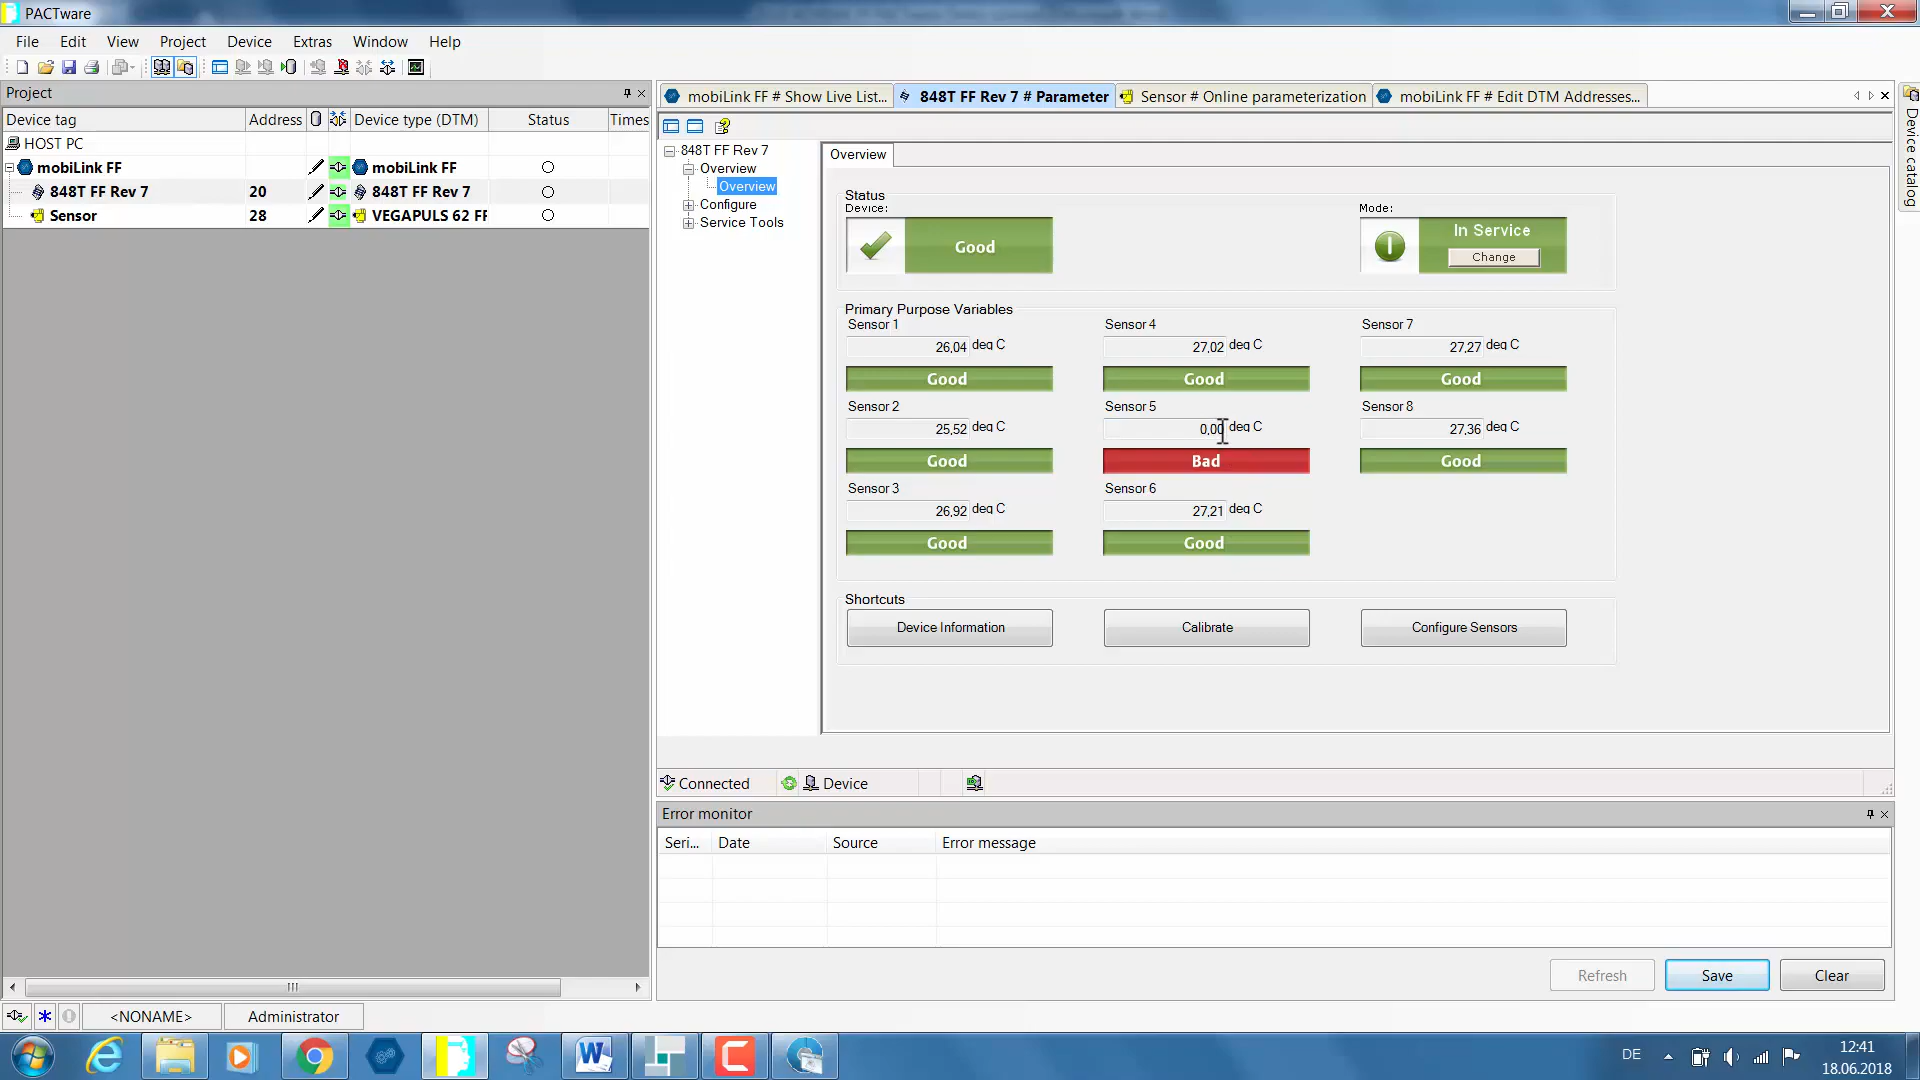 PACTware
File Edit View Project Device Extras Window Help
Project
Device tag Address Device type (DTM) Status Times
HOST PC
mobiLink FF mobiLink FF
848T FF Rev 7 20 848T FF Rev 7
Sensor 28 VEGAPULS 62 FF
mobiLink FF # Show Live List... 848T FF Rev 7 # Parameter Sensor # Online parameterization mobiLink FF # Edit DTM Addresses...
Device catalog
848T FF Rev 7
Overview
Overview
Configure
Service Tools
Overview
Status
Device: Mode:
Good In Service
Change
Primary Purpose Variables
Sensor 1 Sensor 4 Sensor 7
26,04 deg C 27,02 deg C 27,27 deg C
Good Good Good
Sensor 2 Sensor 5 Sensor 8
25,52 deg C 0,00 deg C 27,36 deg C
Good Bad Good
Sensor 3 Sensor 6
26,92 deg C 27,21 deg C
Good Good
Shortcuts
Device Information Calibrate Configure Sensors
Connected Device
Error monitor
Seri... Date Source Error message
Refresh Save Clear
<NONAME> Administrator
DE 12:41
18.06.2018